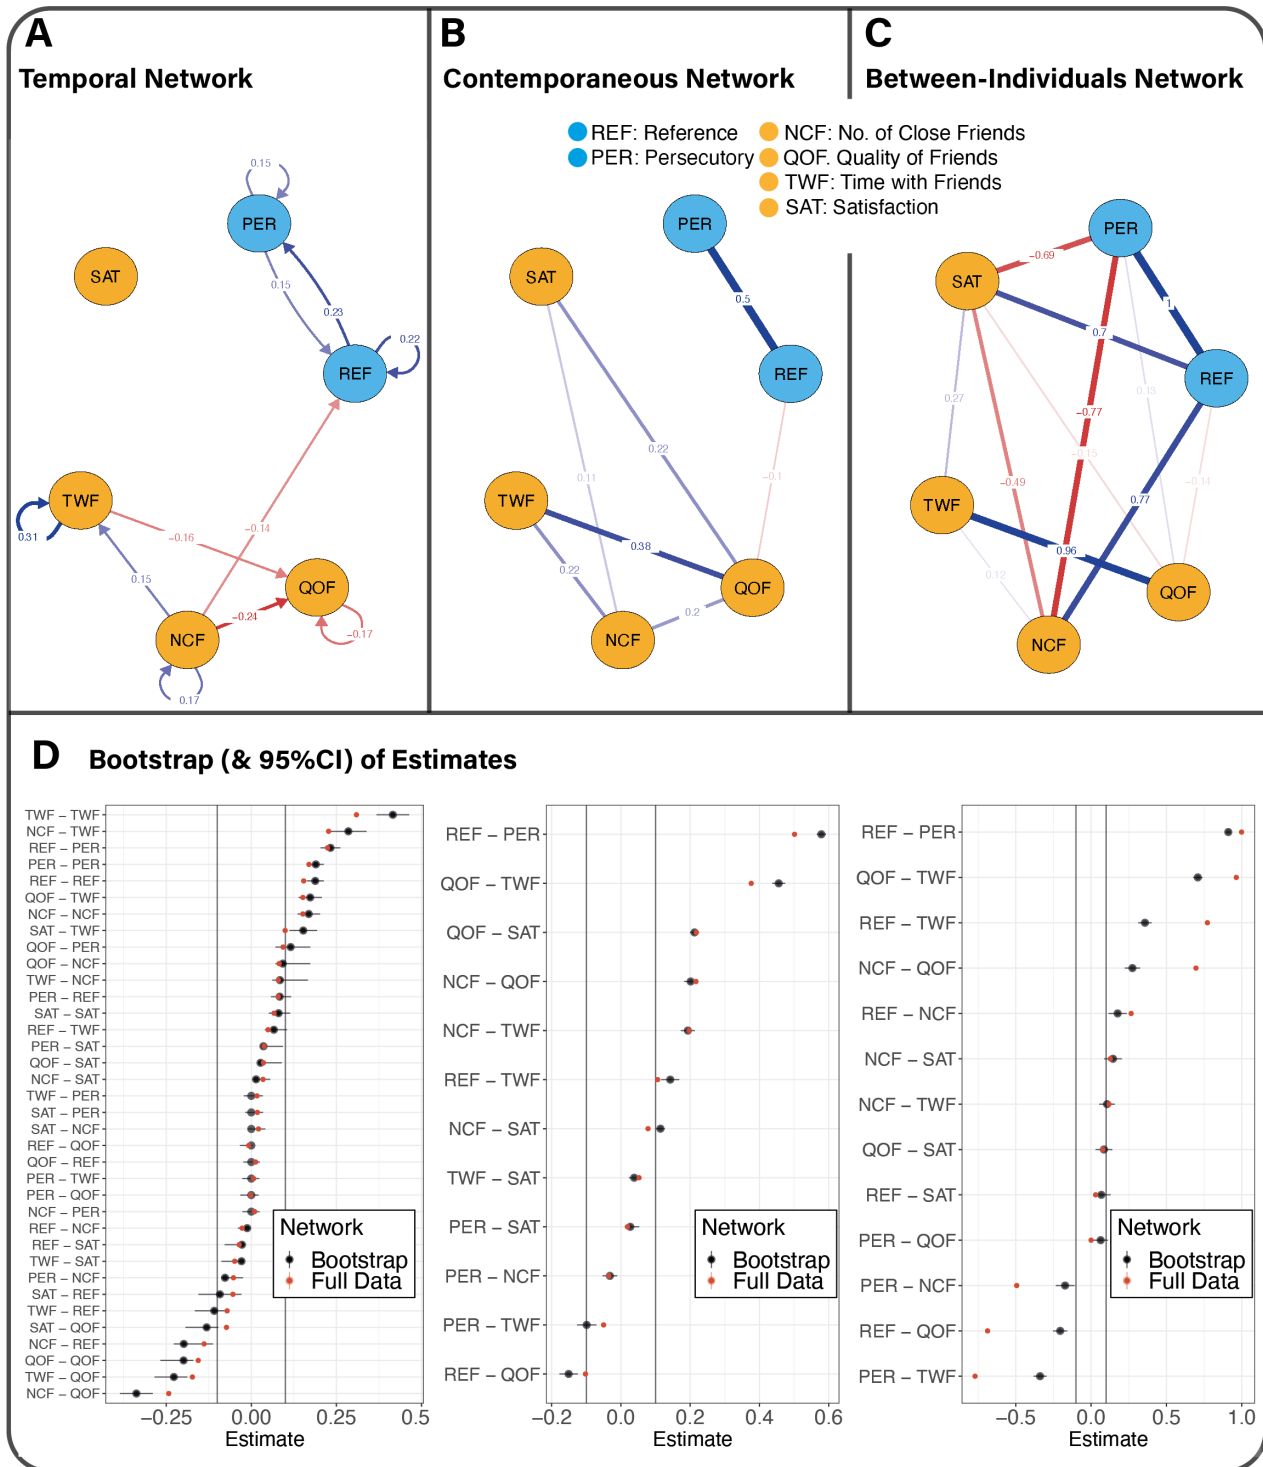 A
Temporal Network
B
Contemporaneous Network
C
Between-Individuals Network
REF: Reference
PER: Persecutory
NCF: No. of Close Friends
QOF. Quality of Friends
TWF: Time with Friends
SAT: Satisfaction
0.15
PER
SAT
0.15
0.23
0.22
REF
TWF
0.31
−0.16
−0.14
0.15
QOF
−0.24
NCF
−0.17
0.17
PER
SAT
0.5
REF
0.22
0.11
−0.1
TWF
0.38
0.22
QOF
0.2
NCF
PER
−0.69
SAT
1
0.7
REF
0.13
0.27
−0.77
−0.15
−0.49
−0.14
0.77
TWF
0.96
0.12
QOF
NCF
D
Bootstrap (& 95%CI) of Estimates
TWF − TWF
NCF − TWF
REF − PER
PER − PER
REF − REF
QOF − TWF
NCF − NCF
SAT − TWF
QOF − PER
QOF − NCF
TWF − NCF
PER − REF
SAT − SAT
REF − TWF
PER − SAT
QOF − SAT
NCF − SAT
TWF − PER
SAT − PER
SAT − NCF
REF − QOF
QOF − REF
PER − TWF
PER − QOF
NCF − PER
REF − NCF
REF − SAT
TWF − SAT
PER − NCF
SAT − REF
TWF − REF
SAT − QOF
NCF − REF
QOF − QOF
TWF − QOF
NCF − QOF
−0.25 0.00 0.25 0.5
Estimate
Network
Bootstrap
Full Data
REF − PER
QOF − TWF
QOF − SAT
NCF − QOF
NCF − TWF
REF − TWF
NCF − SAT
TWF − SAT
PER − SAT
PER − NCF
PER − TWF
REF − QOF
−0.2 0.0 0.2 0.4 0.6
Estimate
Network
Bootstrap
Full Data
REF − PER
QOF − TWF
REF − TWF
NCF − QOF
REF − NCF
NCF − SAT
NCF − TWF
QOF − SAT
REF − SAT
PER − QOF
PER − NCF
REF − QOF
PER − TWF
−0.5 0.0 0.5 1.0
Estimate
Network
Bootstrap
Full Data